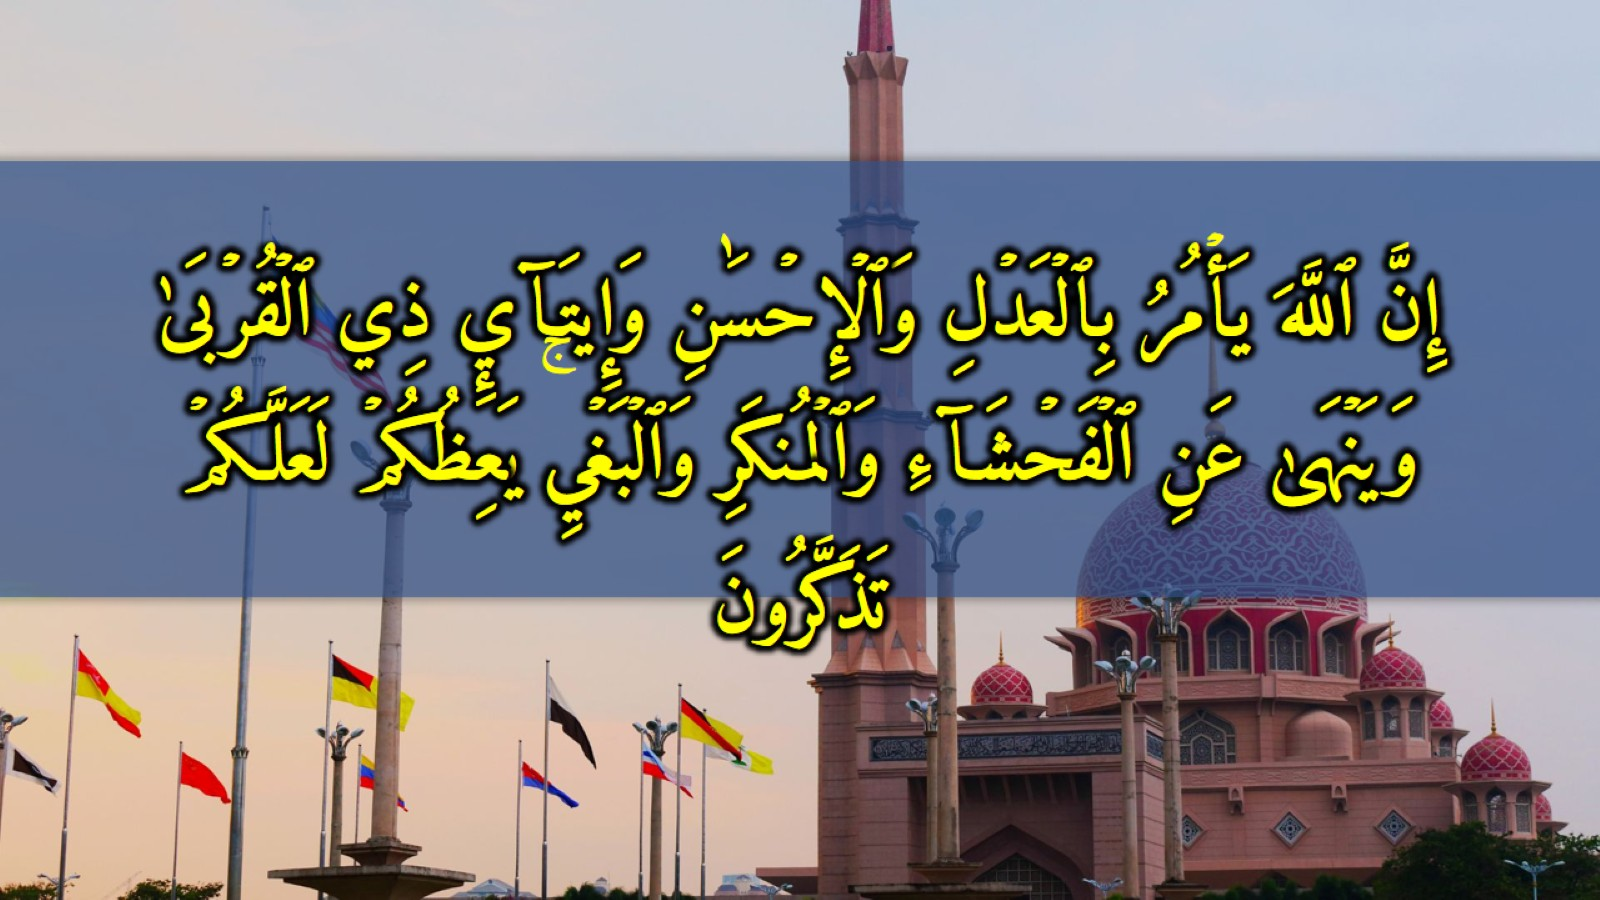 إِنَّ ٱللَّهَ يَأۡمُرُ بِٱلۡعَدۡلِ وَٱلۡإِحۡسَٰنِ وَإِيتَآيِٕ ذِي ٱلۡقُرۡبَىٰ
وَيَنۡهَىٰ عَنِ ٱلۡفَحۡشَآءِ وَٱلۡمُنكَرِ وَٱلۡبَغۡيِۚ يَعِظُكُمۡ لَعَلَّكُمۡ
تَذَكَّرُونَ